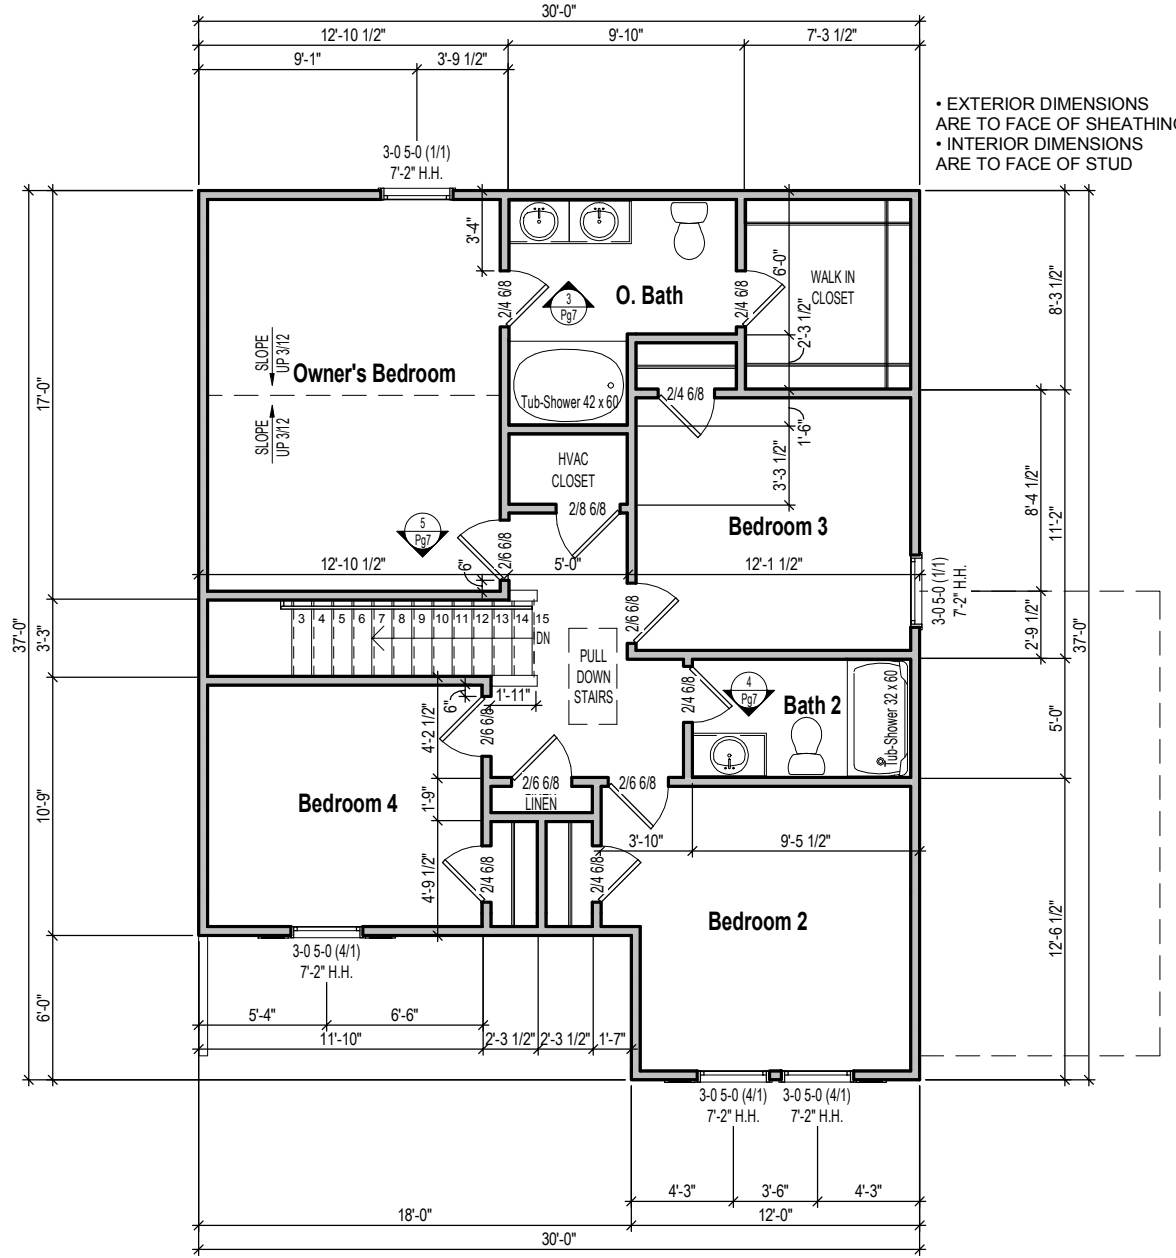 30'-0"
12'-10 1/2"
9'-10"
7'-3 1/2"
9'-1"
3'-9 1/2"
• EXTERIOR DIMENSIONS
ARE TO FACE OF SHEATHING
• INTERIOR DIMENSIONS
ARE TO FACE OF STUD
3-0 5-0 (1/1)
7'-2" H.H.
3'-4"
6'-0"
WALK IN
CLOSET
8'-3 1/2"
2/4 6/8
3
Pg7
O. Bath
2/4 6/8
2'-3 1/2"
SLOPE
UP 3/12
Owner's Bedroom
17'-0"
Tub-Shower 42 x 60
2/4 6/8
SLOPE
UP 3/12
1'-6"
HVAC
CLOSET
3'-3 1/2"
8'-4 1/2"
2/8 6/8
5
Pg7
Bedroom 3
11'-2"
12'-10 1/2"
6"
2/6 6/8
5'-0"
12'-1 1/2"
3-0 5-0 (1/1)
7'-2" H.H.
37'-0"
3'-3"
3 4 5 6 7 8 9 10 11 12 13 14 15
DN
2/6 6/8
2'-9 1/2"
37'-0"
PULL
DOWN
STAIRS
6"
1'-11"
2/4 6/8
4
Pg7
Bath 2
Tub-Shower 32 x 60
5'-0"
4'-2 1/2"
2/6 6/8
2/6 6/8
LINEN
2/6 6/8
Bedroom 4
1'-9"
10'-9"
3'-10"
9'-5 1/2"
4'-9 1/2"
2/4 6/8
2/4 6/8
Bedroom 2
12'-6 1/2"
3-0 5-0 (4/1)
7'-2" H.H.
6'-0"
5'-4"
6'-6"
11'-10"
2'-3 1/2"
2'-3 1/2"
1'-7"
3-0 5-0 (4/1)
7'-2" H.H.
3-0 5-0 (4/1)
7'-2" H.H.
4'-3"
3'-6"
4'-3"
18'-0"
12'-0"
30'-0"